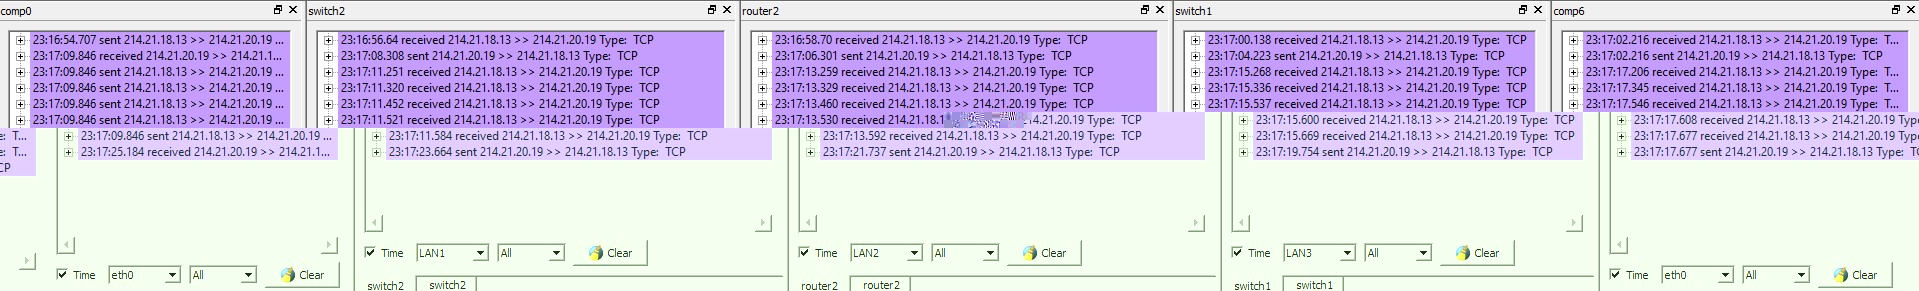 comp0
23:16:54.707 sent 214.21.18.13 >> 214.21.20.19 ...
23:17:09.846 received 214.21.20.19 >> 214.21.1...
23:17:09.846 sent 214.21.18.13 >> 214.21.20.19 ...
23:17:09.846 sent 214.21.18.13 >> 214.21.20.19 ...
23:17:09.846 sent 214.21.18.13 >> 214.21.20.19 ...
23:17:09.846 sent 214.21.18.13 >> 214.21.20.19 ...
: T...
: T...
CP
23:17:09.846 sent 214.21.18.13 >> 214.21.20.19 ...
23:17:25.184 received 214.21.20.19 >> 214.21.1...
Time eth0 All Clear
switch2
23:16:56.64 received 214.21.18.13 >> 214.21.20.19 Type: TCP
23:17:08.308 sent 214.21.20.19 >> 214.21.18.13 Type: TCP
23:17:11.251 received 214.21.18.13 >> 214.21.20.19 Type: TCP
23:17:11.320 received 214.21.18.13 >> 214.21.20.19 Type: TCP
23:17:11.452 received 214.21.18.13 >> 214.21.20.19 Type: TCP
23:17:11.521 received 214.21.18.13 >> 214.21.20.19 Type: TCP
23:17:11.584 received 214.21.18.13 >> 214.21.20.19 Type: TCP
23:17:23.664 sent 214.21.20.19 >> 214.21.18.13 Type: TCP
Time LAN1 All Clear
switch2 switch2
router2
23:16:58.70 received 214.21.18.13 >> 214.21.20.19 Type: TCP
23:17:06.301 sent 214.21.20.19 >> 214.21.18.13 Type: TCP
23:17:13.259 received 214.21.18.13 >> 214.21.20.19 Type: TCP
23:17:13.329 received 214.21.18.13 >> 214.21.20.19 Type: TCP
23:17:13.460 received 214.21.18.13 >> 214.21.20.19 Type: TCP
23:17:13.530 received 214.21.18.1 .21.20.19 Type: TCP
23:17:13.592 received 214.21.18.13 >> 214.21.20.19 Type: TCP
23:17:21.737 sent 214.21.20.19 >> 214.21.18.13 Type: TCP
Time LAN2 All Clear
router2 router2
switch1
23:17:00.138 received 214.21.18.13 >> 214.21.20.19 Type: TCP
23:17:04.223 sent 214.21.20.19 >> 214.21.18.13 Type: TCP
23:17:15.268 received 214.21.18.13 >> 214.21.20.19 Type: TCP
23:17:15.336 received 214.21.18.13 >> 214.21.20.19 Type: TCP
23:17:15.537 received 214.21.18.13 >> 214.21.20.19 Type: TCP
23:17:15.600 received 214.21.18.13 >> 214.21.20.19 Type: TCP
23:17:15.669 received 214.21.18.13 >> 214.21.20.19 Type: TCP
23:17:19.754 sent 214.21.20.19 >> 214.21.18.13 Type: TCP
Time LAN3 All Clear
switch1 switch1
comp6
23:17:02.216 received 214.21.18.13 >> 214.21.20.19 Type: T...
23:17:02.216 sent 214.21.20.19 >> 214.21.18.13 Type: TCP
23:17:17.206 received 214.21.18.13 >> 214.21.20.19 Type: T...
23:17:17.345 received 214.21.18.13 >> 214.21.20.19 Type: T...
23:17:17.546 received 214.21.18.13 >> 214.21.20.19 Type: T...
23:17:17.608 received 214.21.18.13 >> 214.21.20.19 Typ
23:17:17.677 received 214.21.18.13 >> 214.21.20.19 Type
23:17:17.677 sent 214.21.20.19 >> 214.21.18.13 Type: TC
Time eth0 All Clear